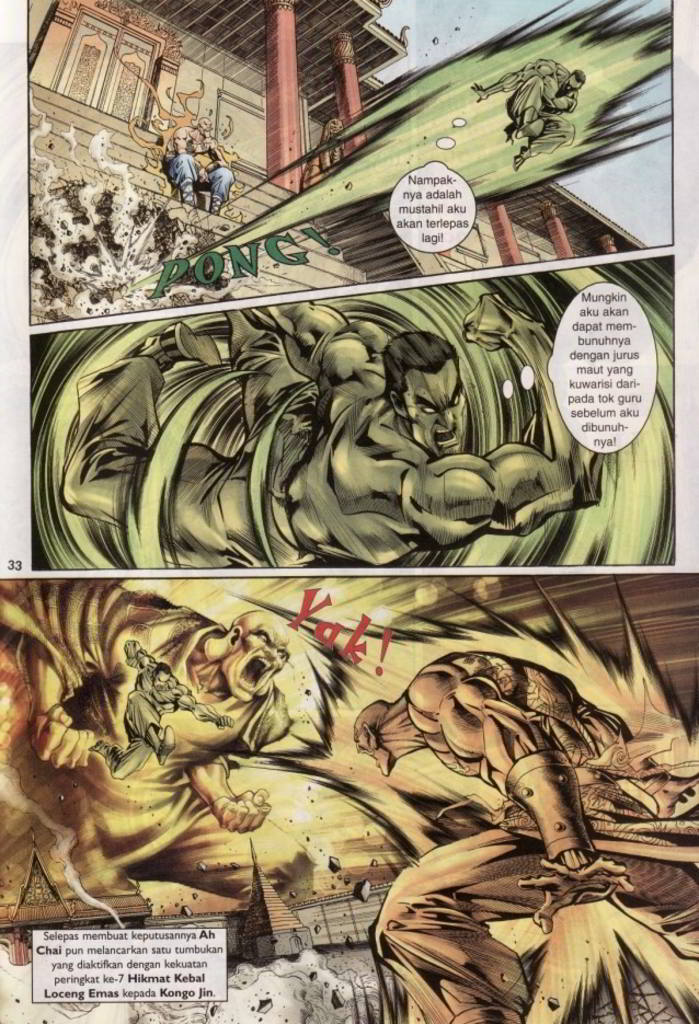 Nampak-
nya adalah
mustahil aku
akan terlepas
lagi!
PONG!
Mungkin
aku akan
dapat mem-
bunuhnya
dengan jurus
maut yang
kuwarisi dari-
pada tok guru
sebelum aku
dibunuh-
nya!
33
Yak!
Selepas membuat keputusannya Ah
Chai pun melancarkan satu tumbukan
yang diaktifkan dengan kekuatan
peringkat ke-7 Hikmat Kebal
Loceng Emas kepada Kongo Jin.